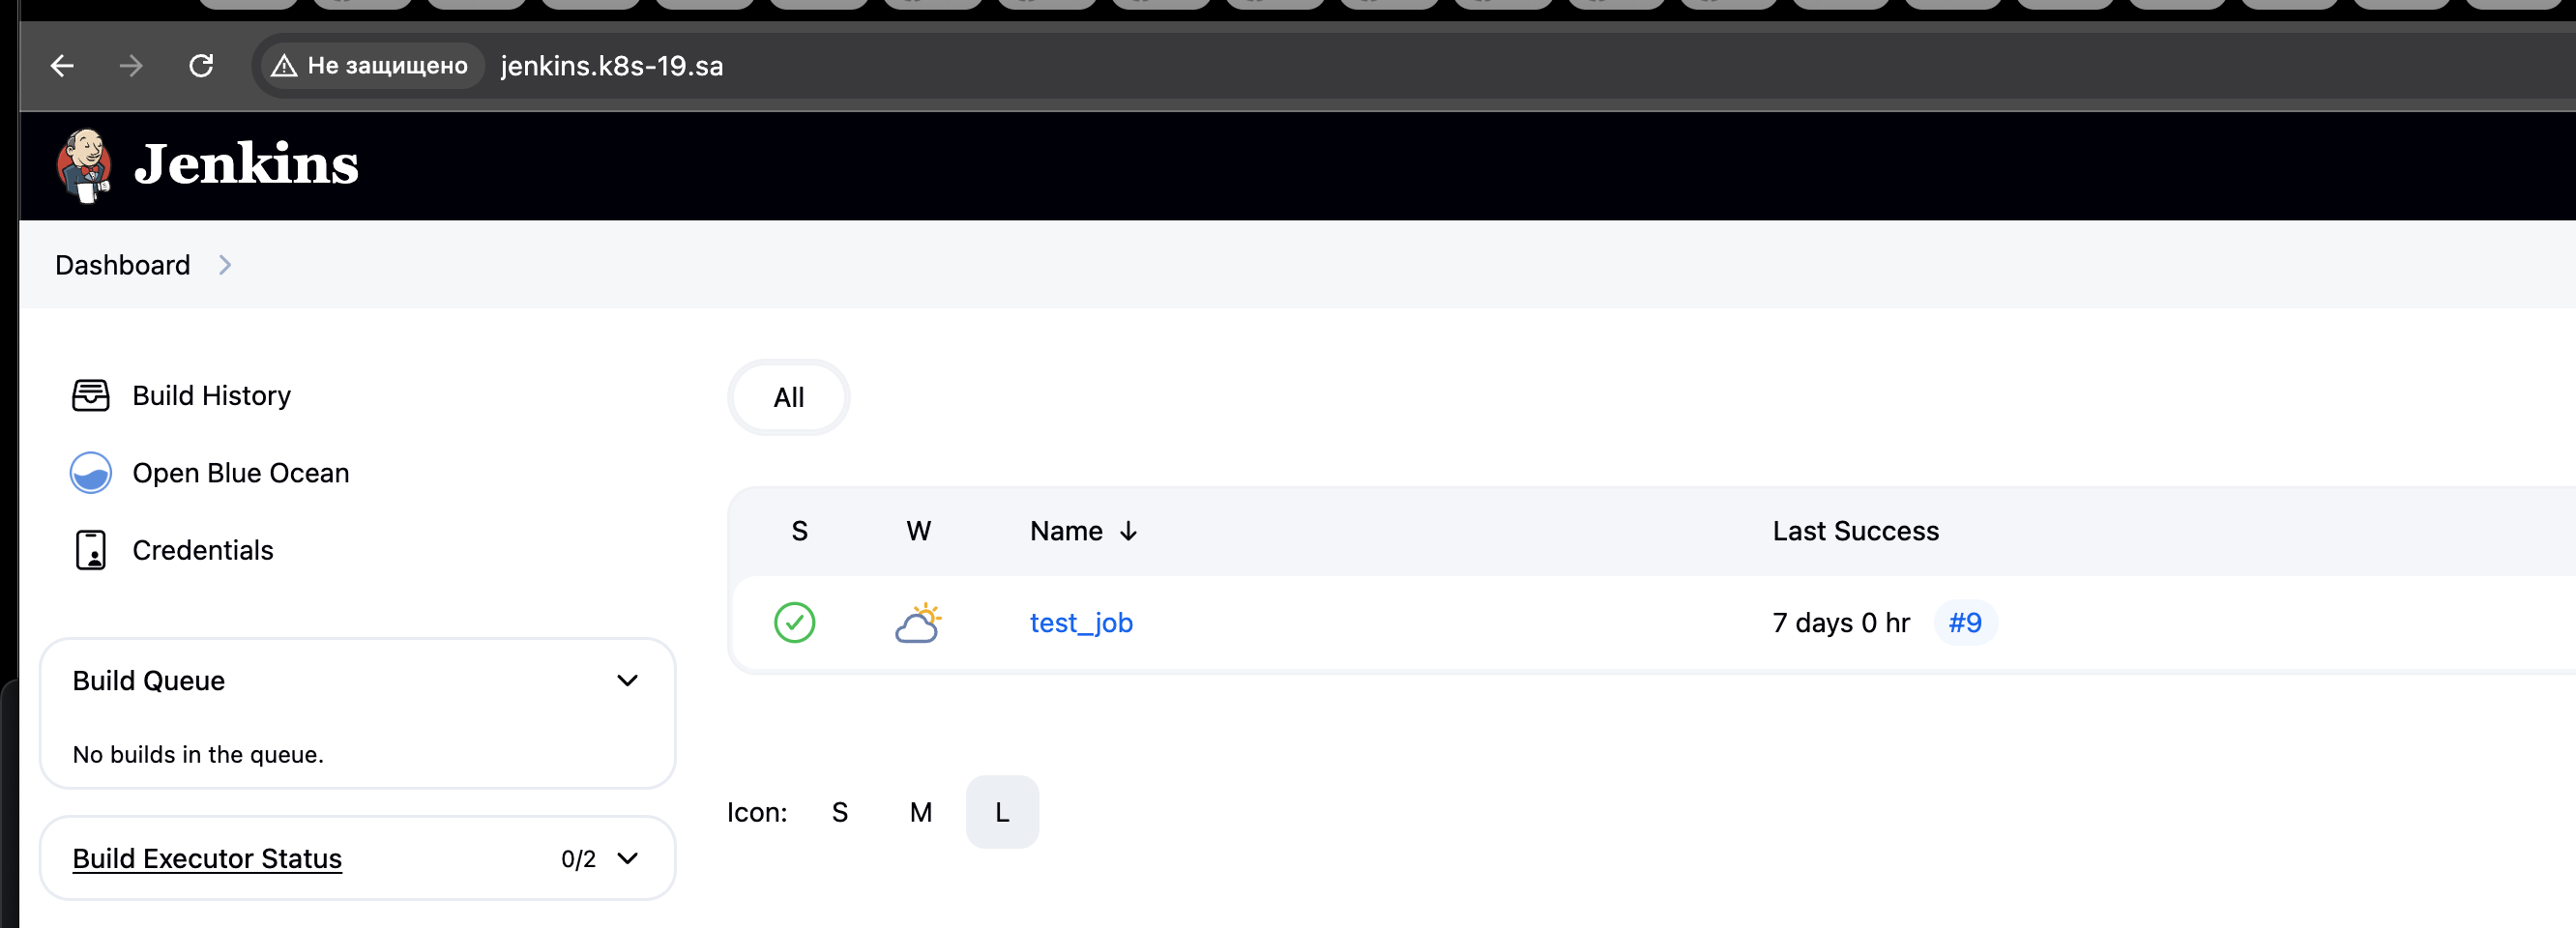 Не защищено jenkins.k8s-19.sa
Jenkins
Dashboard
Build History
Open Blue Ocean
Credentials
Build Queue
No builds in the queue.
Build Executor Status 0/2
All
S W Name ↓ Last Success
test_job 7 days 0 hr #9
Icon: S M L